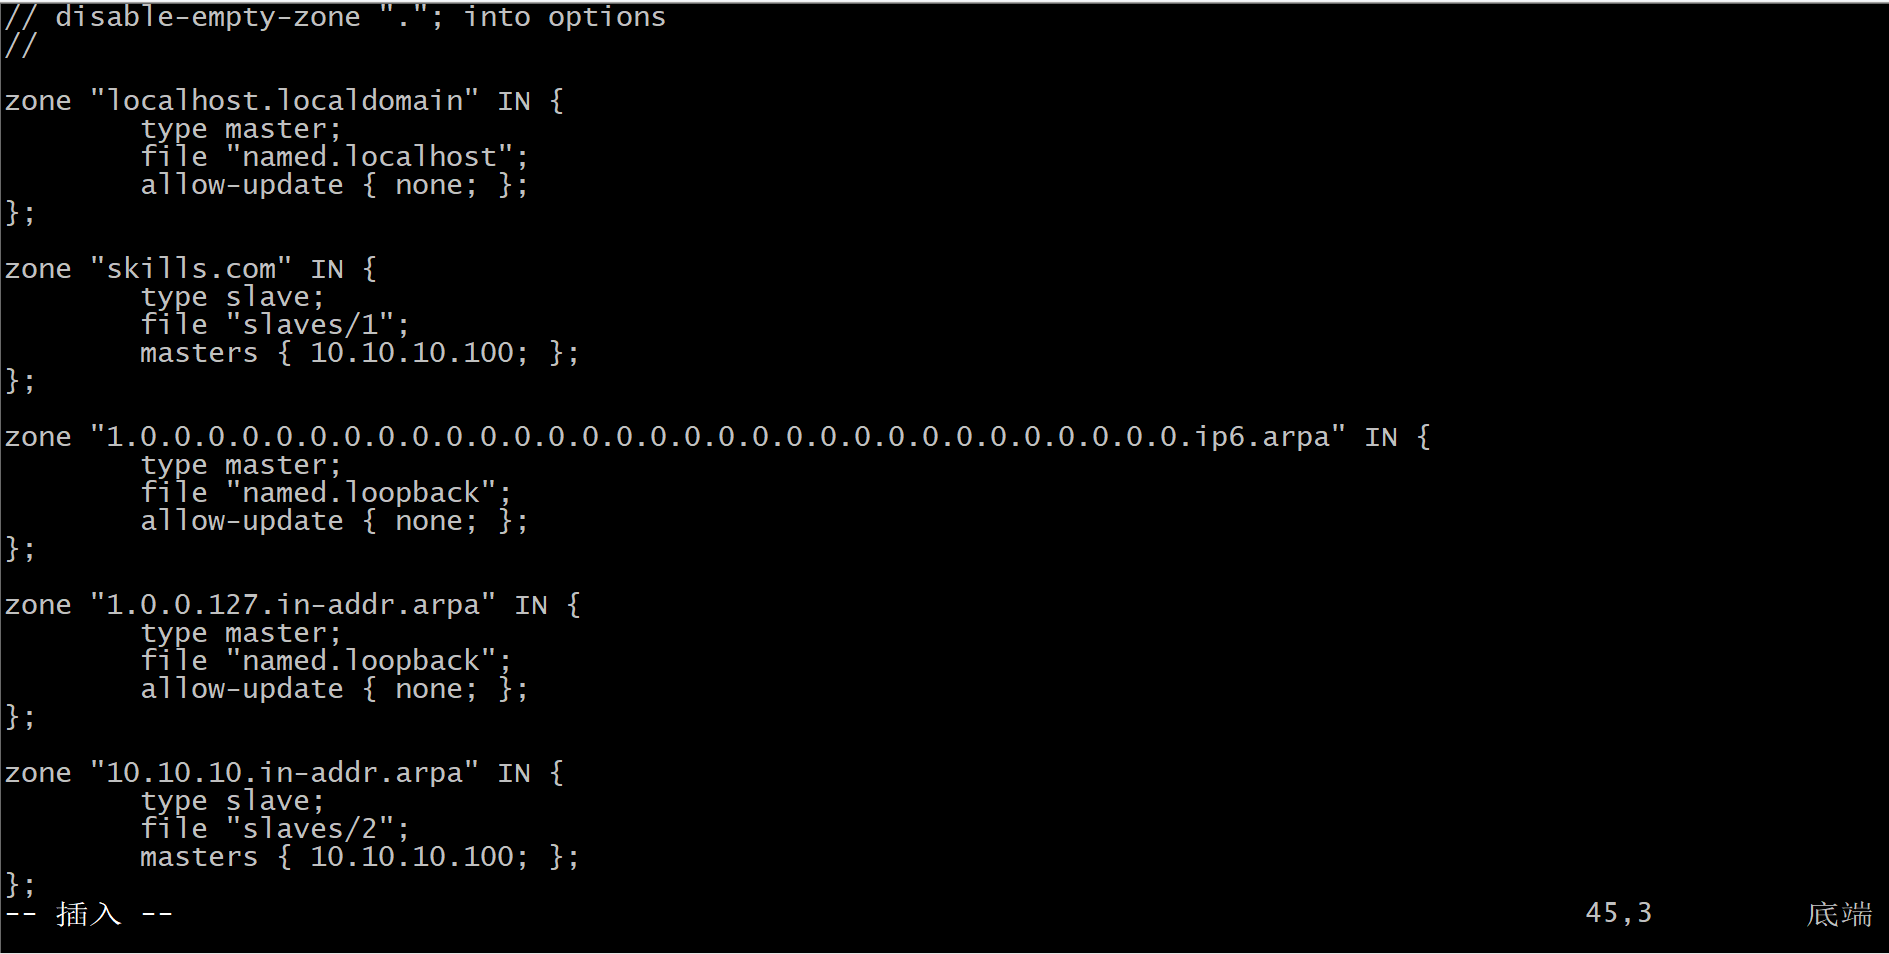 // disable-empty-zone "."; into options
//
zone "localhost.localdomain" IN {
type master;
file "named.localhost";
allow-update { none; };
};
zone "skills.com" IN {
type slave;
file "slaves/1";
masters { 10.10.10.100; };
};
zone "1.0.0.0.0.0.0.0.0.0.0.0.0.0.0.0.0.0.0.0.0.0.0.0.0.0.0.0.0.0.0.0.ip6.arpa" IN {
type master;
file "named.loopback";
allow-update { none; };
};
zone "1.0.0.127.in-addr.arpa" IN {
type master;
file "named.loopback";
allow-update { none; };
};
zone "10.10.10.in-addr.arpa" IN {
type slave;
file "slaves/2";
masters { 10.10.10.100; };
};
-- 插入 -- 45,3 底端